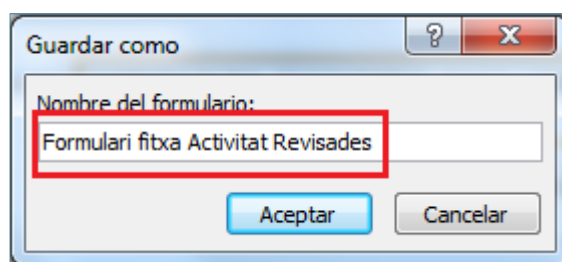 Guardar como
Nombre del formulario:
Formulari fitxa Activitat Revisades
Aceptar Cancelar